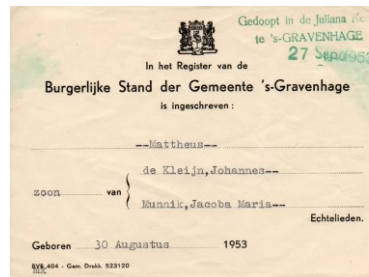 Gedoopt in de Juliana
te 's-GRAVENHAGE
27 Sep 1953
In het Register van de
Burgerlijke Stand der Gemeente 's-Gravenhage
is ingeschreven :
--Mattheus--
de Kleijn,Johannes--
zoon van
Munnik,Jacoba Maria--
Echtelieden.
Geboren 30 Augustus 1953
404 - Gem. Drukk. 523120